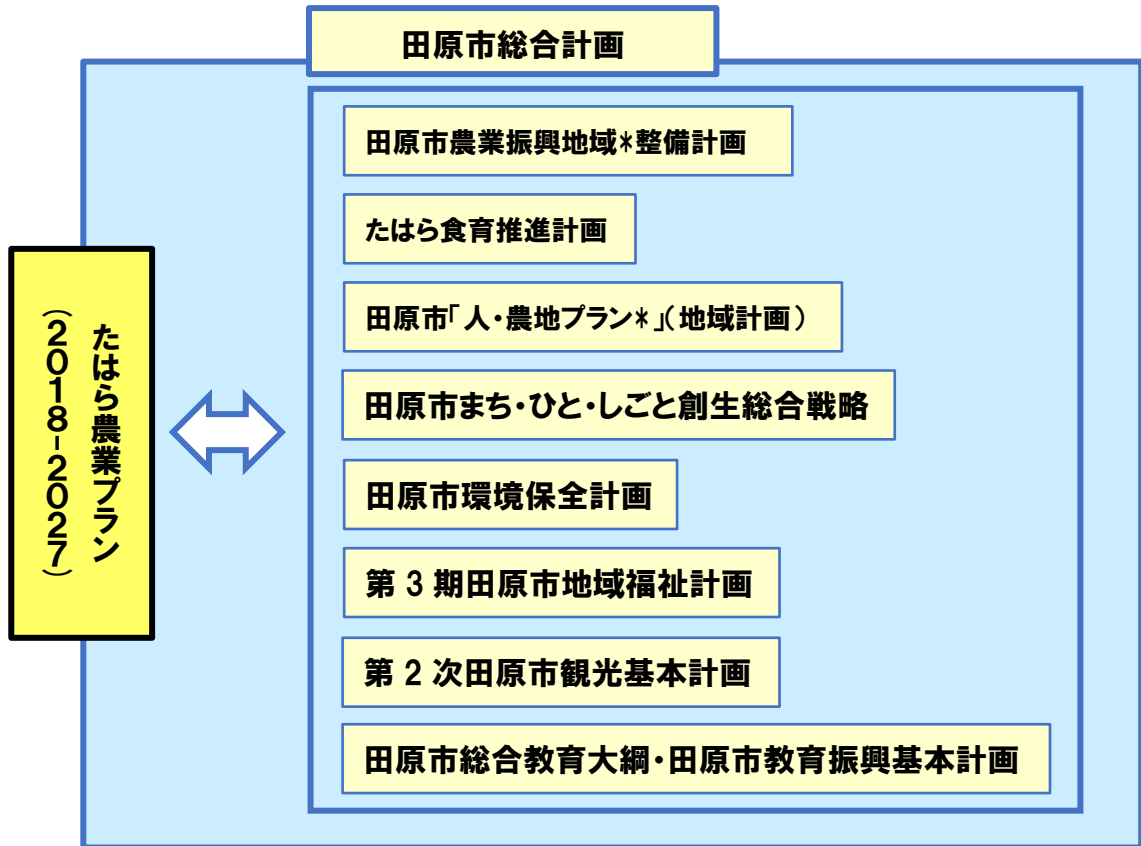 田原市総合計画
田原市農業振興地域*整備計画
たはら食育推進計画
田原市「人・農地プラン*」(地域計画)
田原市まち・ひと・しごと創生総合戦略
田原市環境保全計画
第3期田原市地域福祉計画
第2次田原市観光基本計画
田原市総合教育大綱・田原市教育振興基本計画
たはら農業プラン
(2018-2027)